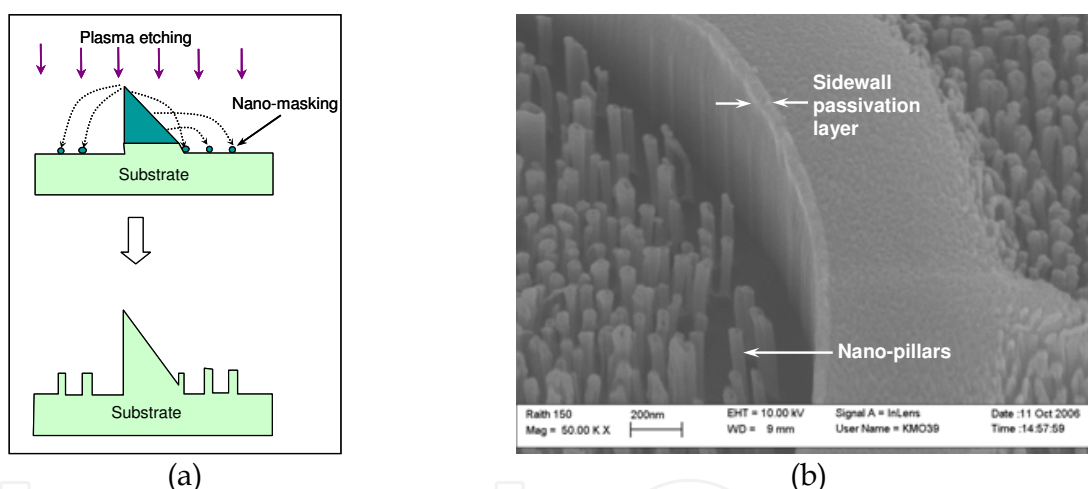 Plasma etching
Nano-masking
Substrate
Substrate
(a)
Sidewall
passivation
layer
Nano-pillars
Raith 150
Mag = 50.00 K X
200nm
EHT = 10.00 kV
WD = 9 mm
Signal A = InLens
User Name = KMO39
Date :11 Oct 2006
Time :14:57:59
(b)